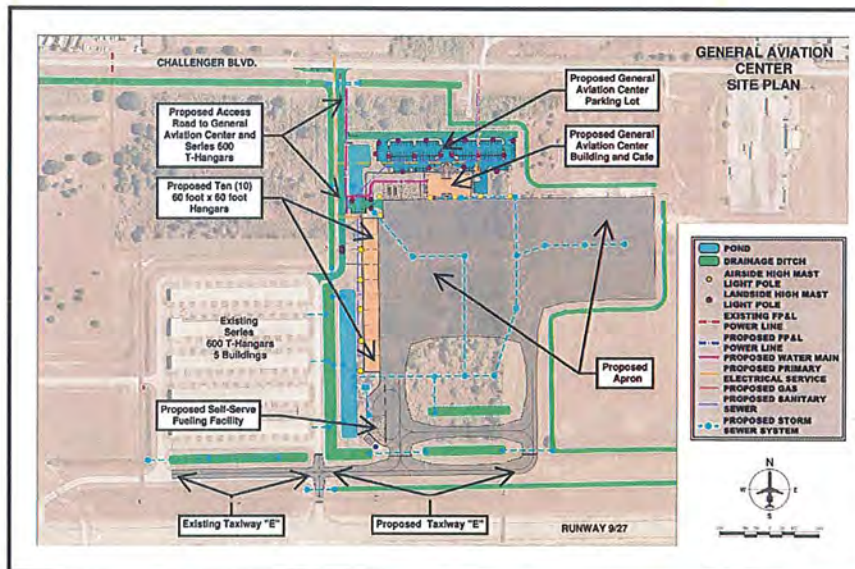 GENERAL AVIATION
CENTER
SITE PLAN
CHALLENGER BLVD.
Proposed General
Aviation Center
Parking Lot
Proposed Access
Road to General
Aviation Center and
Series 600
T-Hangars
Proposed General
Aviation Center
Building and Cafe
Proposed Ten (10)
60 foot x 60 foot
Hangars
Existing
Series
600 T-Hangars
5 Buildings
Proposed
Apron
Proposed Self-Serve
Fueling Facility
Existing Taxiway "E"
Proposed Taxiway "E"
RUNWAY 9/27
POND
DRAINAGE DITCH
AIRSIDE HIGH MAST
LIGHT POLE
LANDSIDE HIGH MAST
LIGHT POLE
EXISTING FP&L
POWER LINE
PROPOSED FP&L
POWER LINE
PROPOSED WATER MAIN
PROPOSED PRIMARY
ELECTRICAL SERVICE
PROPOSED GAS
PROPOSED SANITARY
SEWER
PROPOSED STORM
SEWER SYSTEM
N
W
E
S